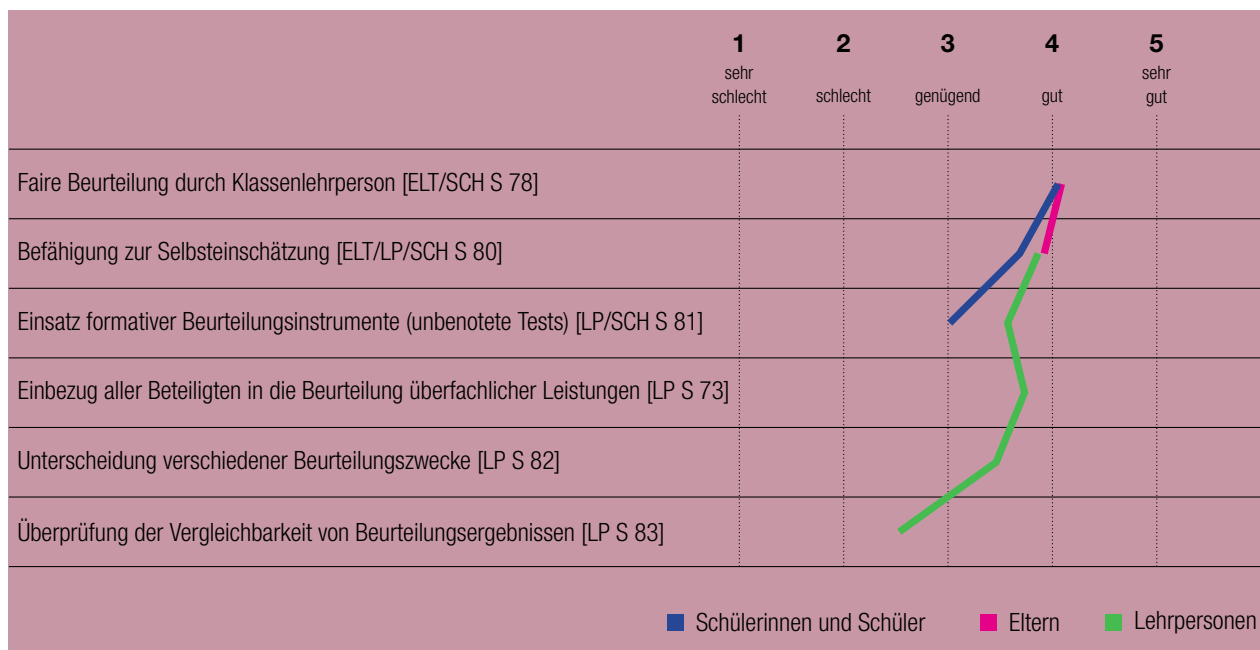 1 2 3 4 5
sehr sehr
schlecht schlecht genügend gut gut
Faire Beurteilung durch Klassenlehrperson [ELT/SCH S 78]
Befähigung zur Selbsteinschätzung [ELT/LP/SCH S 80]
Einsatz formativer Beurteilungsinstrumente (unbenotete Tests) [LP/SCH S 81]
Einbezug aller Beteiligten in die Beurteilung überfachlicher Leistungen [LP S 73]
Unterscheidung verschiedener Beurteilungszwecke [LP S 82]
Überprüfung der Vergleichbarkeit von Beurteilungsergebnissen [LP S 83]
Schülerinnen und Schüler Eltern Lehrpersonen